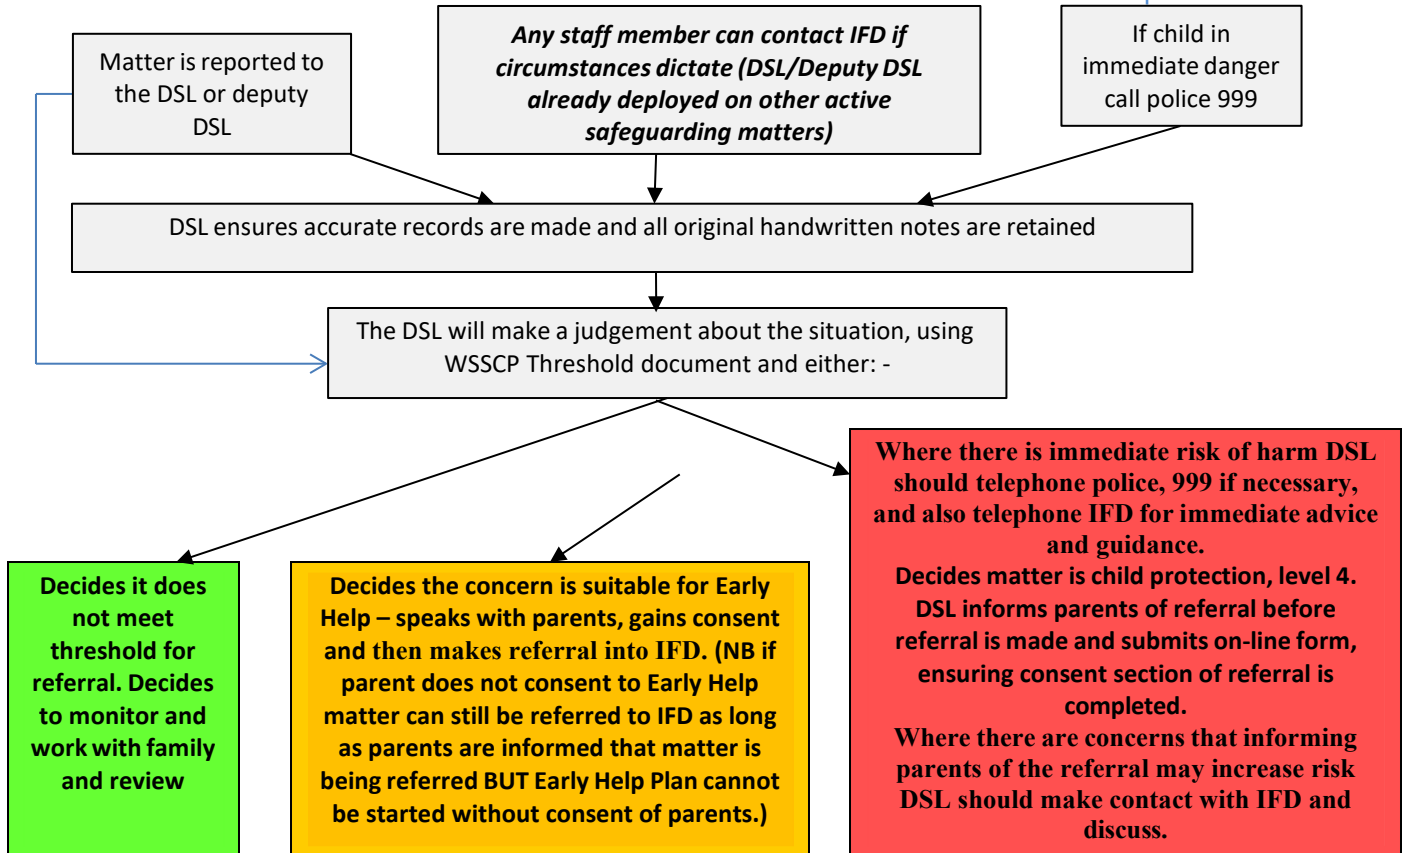 Matter is reported to
the DSL or deputy
DSL
Any staff member can contact IFD if
circumstances dictate (DSL/Deputy DSL
already deployed on other active
safeguarding matters)
If child in
immediate danger
call police 999
DSL ensures accurate records are made and all original handwritten notes are retained
The DSL will make a judgement about the situation, using
WSSCP Threshold document and either: -
Decides it does
not meet
threshold for
referral. Decides
to monitor and
work with family
and review
Decides the concern is suitable for Early
Help – speaks with parents, gains consent
and then makes referral into IFD. (NB if
parent does not consent to Early Help
matter can still be referred to IFD as long
as parents are informed that matter is
being referred BUT Early Help Plan cannot
be started without consent of parents.)
Where there is immediate risk of harm DSL
should telephone police, 999 if necessary,
and also telephone IFD for immediate advice
and guidance.
Decides matter is child protection, level 4.
DSL informs parents of referral before
referral is made and submits on-line form,
ensuring consent section of referral is
completed.
Where there are concerns that informing
parents of the referral may increase risk
DSL should make contact with IFD and
discuss.